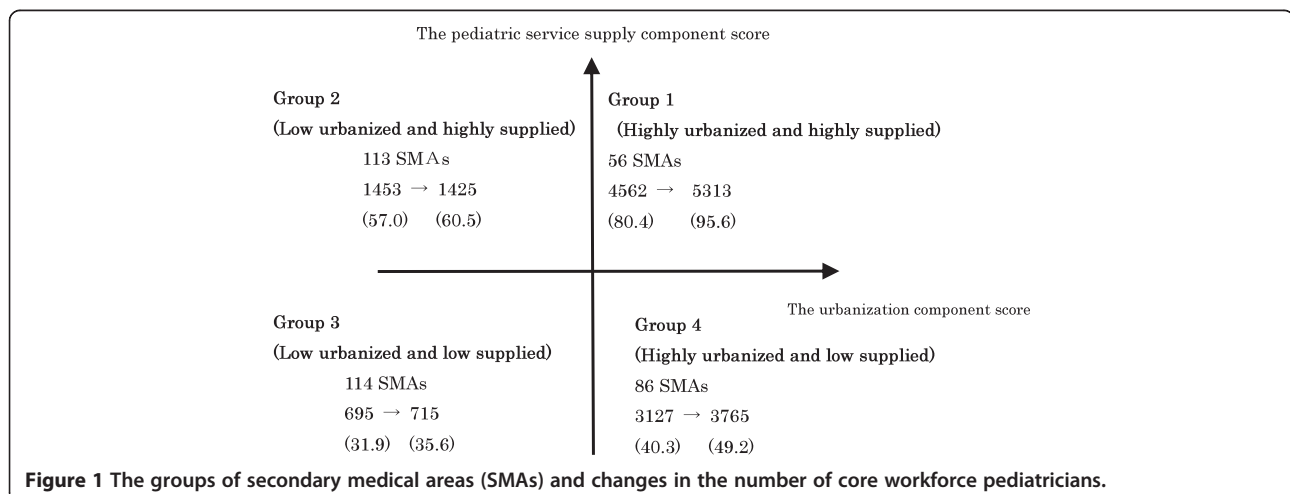 The pediatric service supply component score
Group 2
(Low urbanized and highly supplied)
113 SMAs
1453 → 1425
(57.0) (60.5)
Group 1
(Highly urbanized and highly supplied)
56 SMAs
4562 → 5313
(80.4) (95.6)
The urbanization component score
Group 3
(Low urbanized and low supplied)
114 SMAs
695 → 715
(31.9) (35.6)
Group 4
(Highly urbanized and low supplied)
86 SMAs
3127 → 3765
(40.3) (49.2)
Figure 1 The groups of secondary medical areas (SMAs) and changes in the number of core workforce pediatricians.